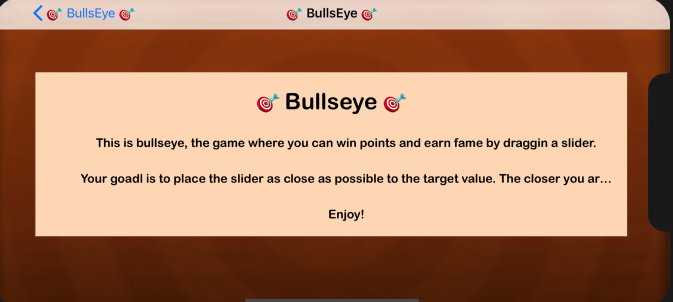 🎯 BullsEye 🎯
🎯 BullsEye 🎯
🎯 Bullseye 🎯
This is bullseye, the game where you can win points and earn fame by draggin a slider.
Your goadl is to place the slider as close as possible to the target value. The closer you ar...
Enjoy!